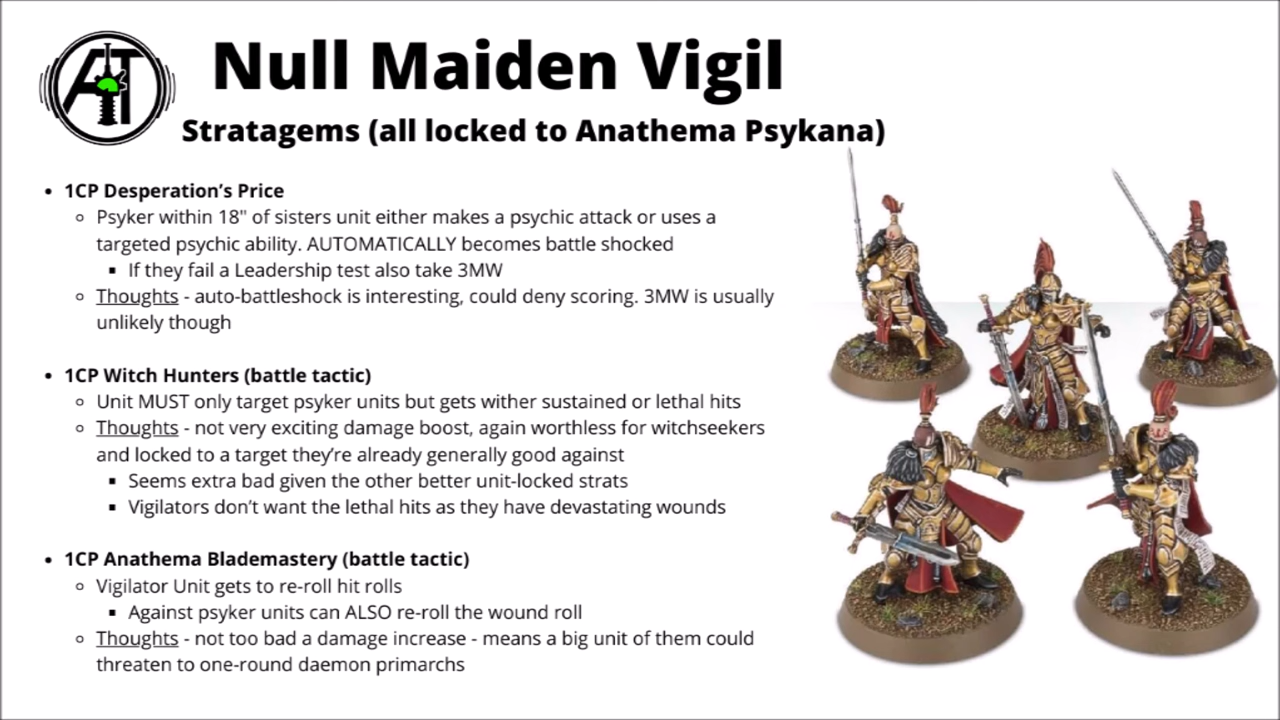 AT
Null Maiden Vigil
Stratagems (all locked to Anathema Psykana)
• 1CP Desperation's Price
◦ Psyker within 18" of sisters unit either makes a psychic attack or uses a
targeted psychic ability. AUTOMATICALLY becomes battle shocked
▪ If they fail a Leadership test also take 3MW
◦ Thoughts - auto-battleshock is interesting, could deny scoring. 3MW is usually
unlikely though
• 1CP Witch Hunters (battle tactic)
◦ Unit MUST only target psyker units but gets wither sustained or lethal hits
◦ Thoughts - not very exciting damage boost, again worthless for witchseekers
and locked to a target they're already generally good against
▪ Seems extra bad given the other better unit-locked strats
▪ Vigilators don't want the lethal hits as they have devastating wounds
• 1CP Anathema Blademastery (battle tactic)
◦ Vigilator Unit gets to re-roll hit rolls
▪ Against psyker units can ALSO re-roll the wound roll
◦ Thoughts - not too bad a damage increase - means a big unit of them could
threaten to one-round daemon primarchs